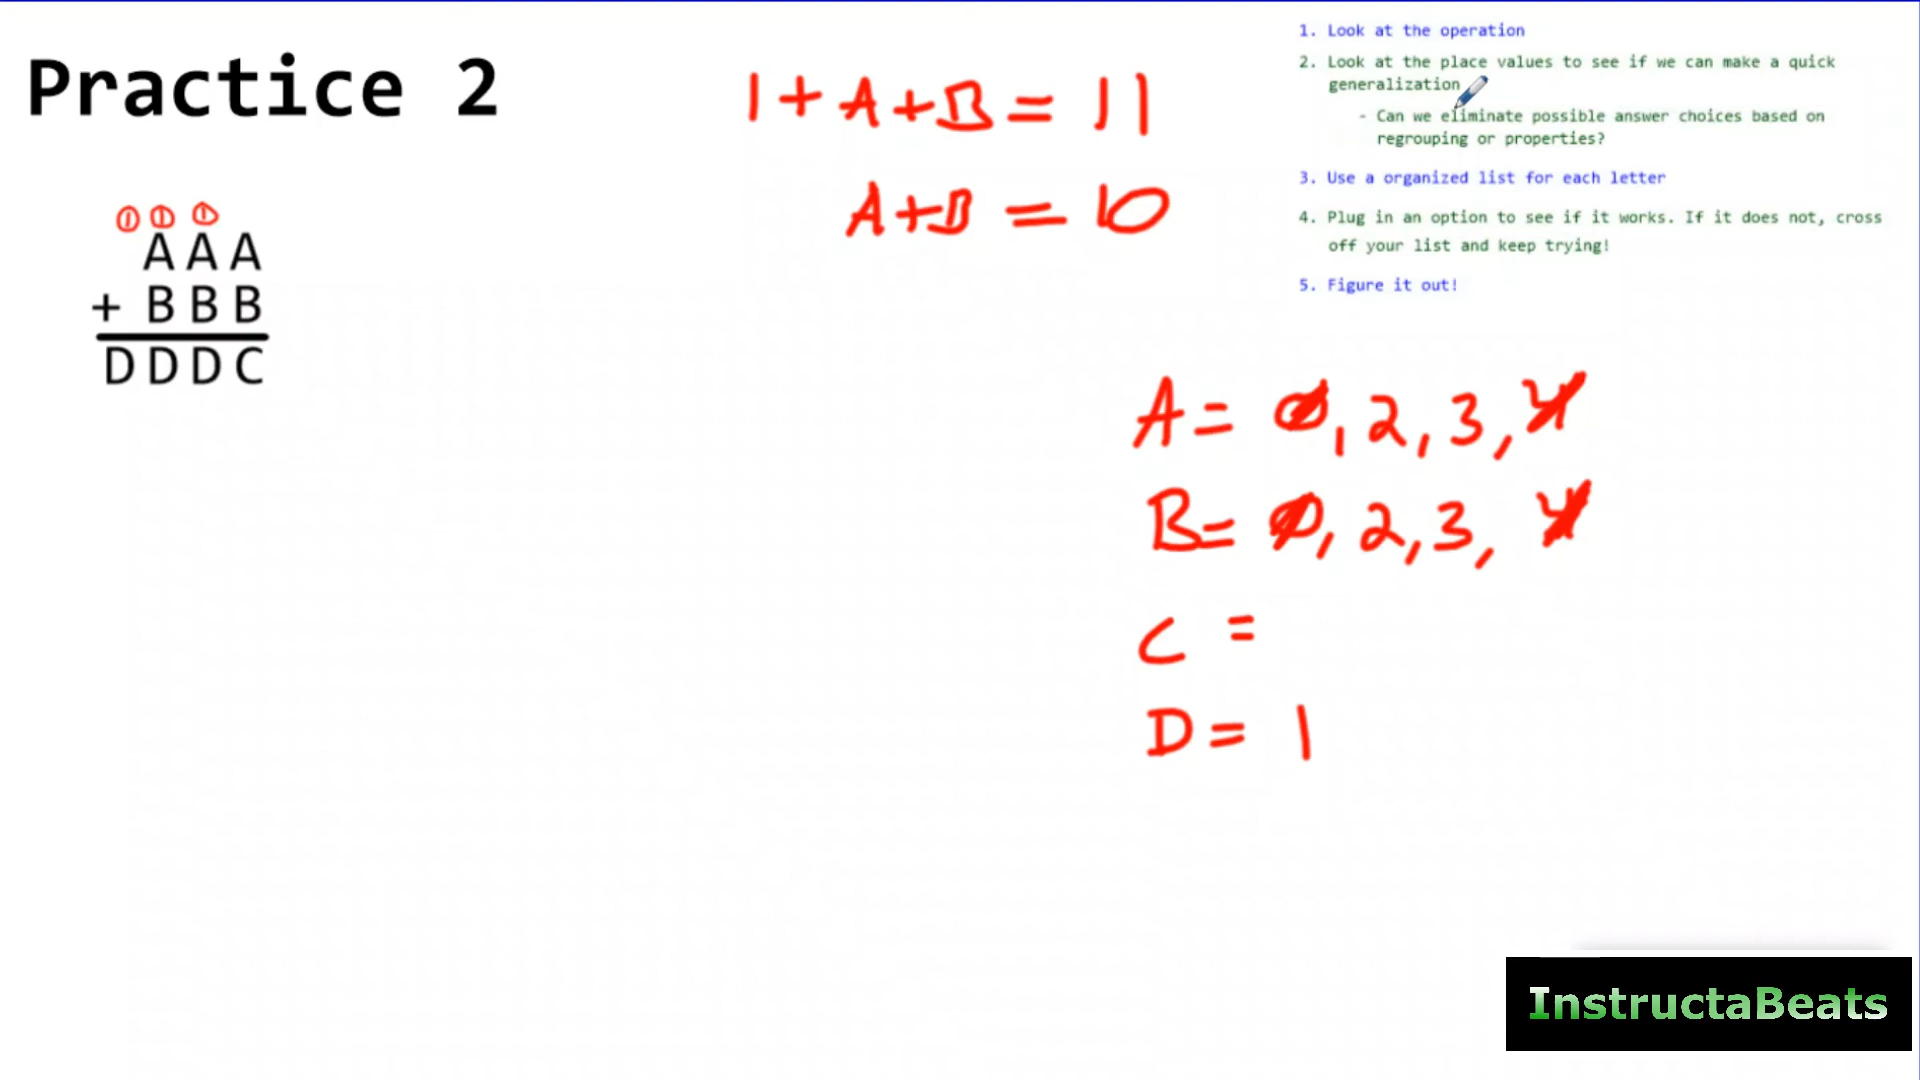 Practice 2
① ① ①
A A A
+ B B B
D D D C
1 + A + B = 11
A + B = 10
1. Look at the operation
2. Look at the place values to see if we can make a quick
generalization
- Can we eliminate possible answer choices based on
regrouping or properties?
3. Use a organized list for each letter
4. Plug in an option to see if it works. If it does not, cross
off your list and keep trying!
5. Figure it out!
A = 0, 2, 3, 4
B = 0, 2, 3, 4
C =
D = 1
InstructaBeats